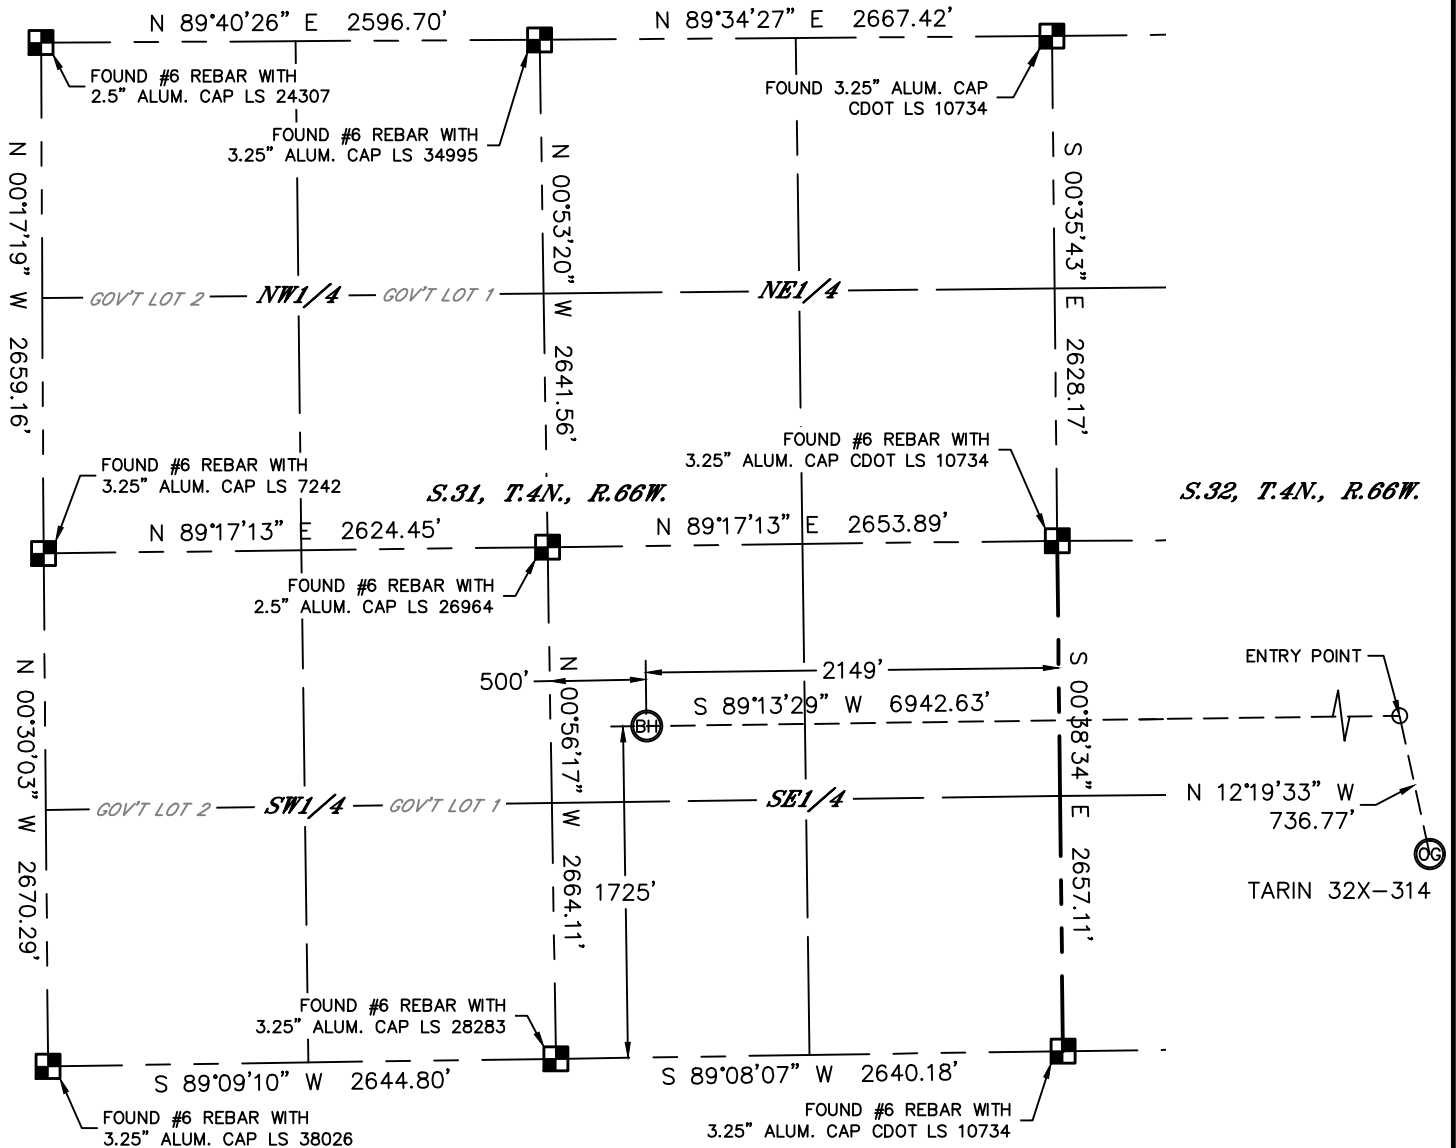 N 89°40'26" E 2596.70'
N 89°34'27" E 2667.42'
FOUND #6 REBAR WITH
2.5" ALUM. CAP LS 24307
FOUND 3.25" ALUM. CAP
CDOT LS 10734
FOUND #6 REBAR WITH
3.25" ALUM. CAP LS 34995
N 00°17'19" W 2659.16'
N 00°53'20" W 2641.56'
S 00°35'43" E 2628.17'
GOV'T LOT 2
NW1/4
GOV'T LOT 1
NE1/4
FOUND #6 REBAR WITH
3.25" ALUM. CAP CDOT LS 10734
FOUND #6 REBAR WITH
3.25" ALUM. CAP LS 7242
S.31, T.4N., R.66W.
S.32, T.4N., R.66W.
N 89°17'13" E 2624.45'
N 89°17'13" E 2653.89'
FOUND #6 REBAR WITH
2.5" ALUM. CAP LS 26964
N 00°30'03" W 2670.29'
N 00°56'17" W 2664.11'
S 00°38'34" E 2657.11'
500'
2149'
ENTRY POINT
S 89°13'29" W 6942.63'
BH
GOV'T LOT 2
SW1/4
GOV'T LOT 1
SE1/4
N 12°19'33" W
736.77'
OG
TARIN 32X-314
1725'
FOUND #6 REBAR WITH
3.25" ALUM. CAP LS 28283
S 89°09'10" W 2644.80'
S 89°08'07" W 2640.18'
FOUND #6 REBAR WITH
3.25" ALUM. CAP LS 38026
FOUND #6 REBAR WITH
3.25" ALUM. CAP CDOT LS 10734